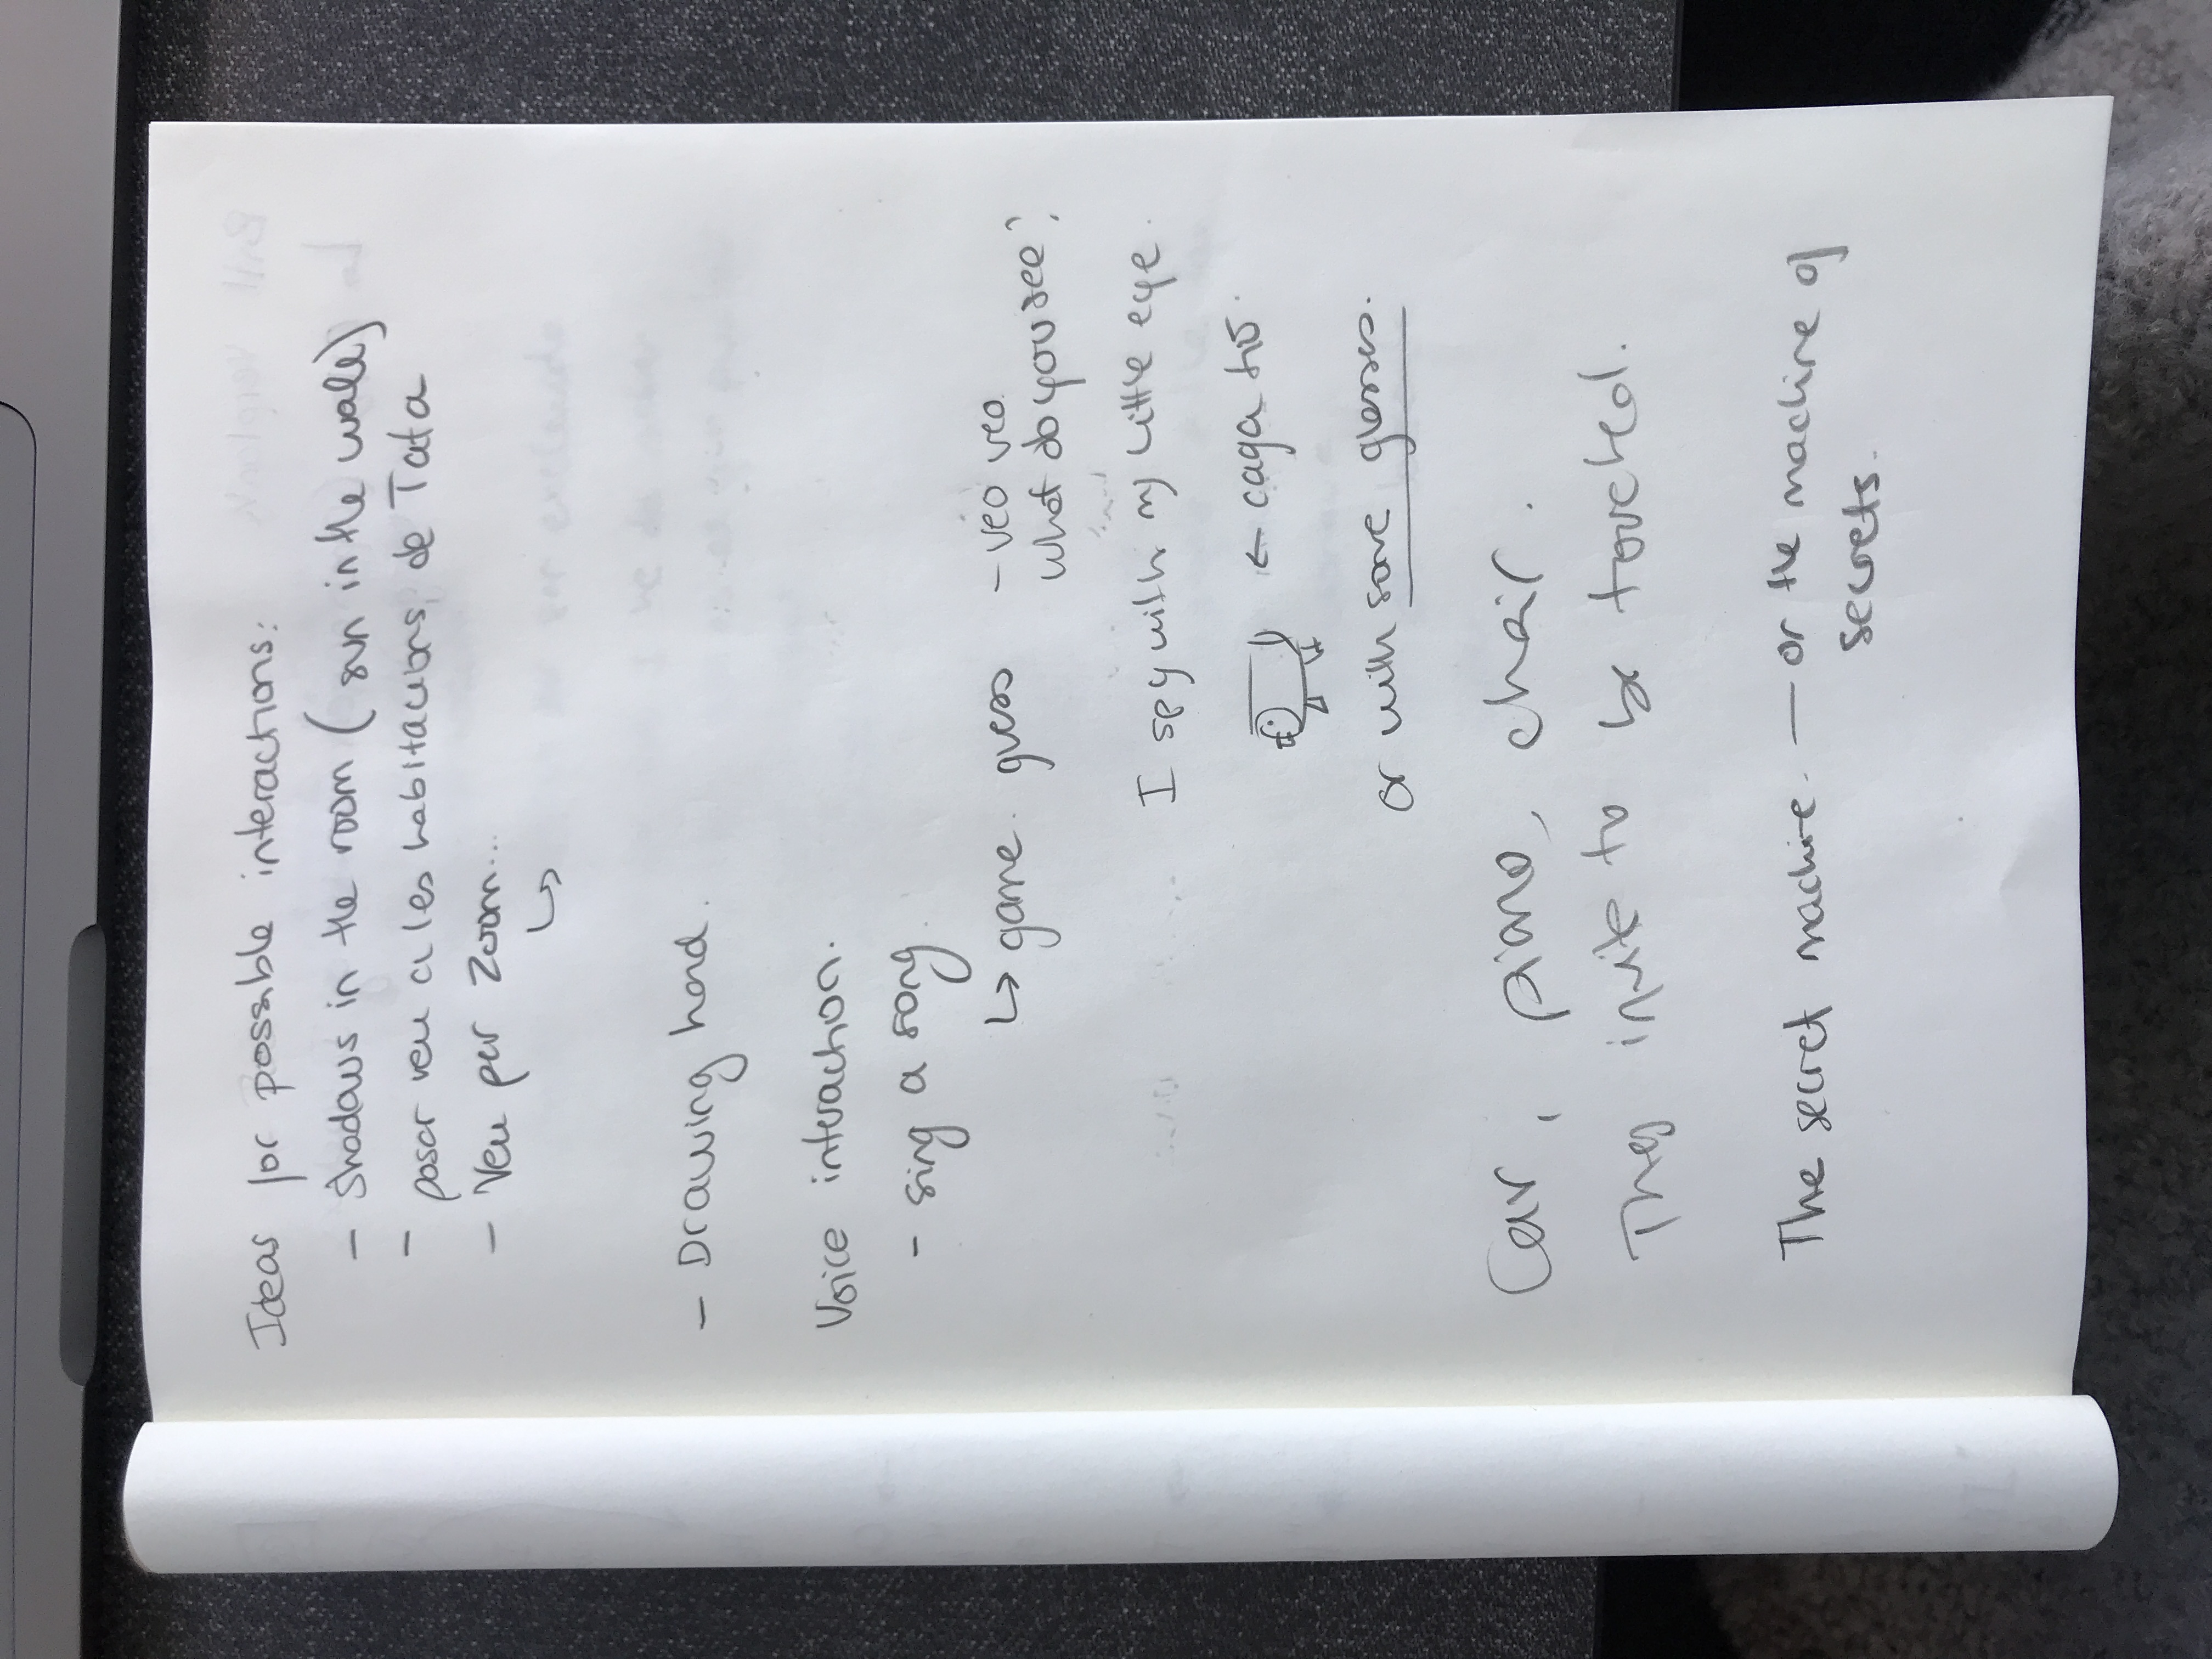 Ideas for possible interactions:
- Shadows in the room (sun in the wall)
- posar veu a les habitacions, de Tata
- Veu per Zoom...
↳
- Drawing hand.
Voice interaction.
- sing a song.
↳ game. guess - veo veo.
what do you see?
I spy with my little eye.
← caga tió.
or with some glasses.
Car, piano, chair.
They invite to be touched.
The secret machine. — or the machine of
secrets.